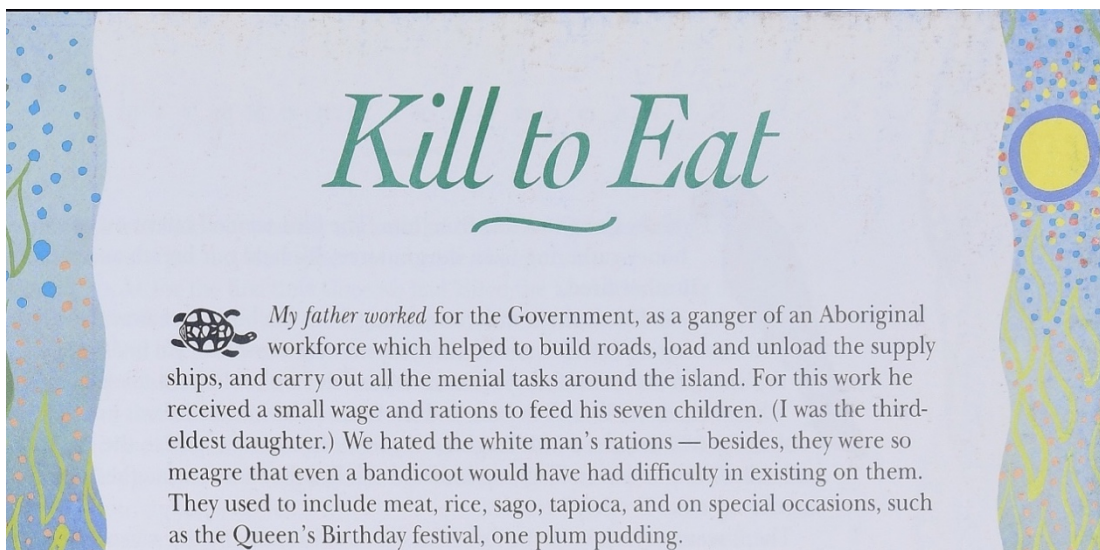 Kill to Eat
My father worked for the Government, as a ganger of an Aboriginal
workforce which helped to build roads, load and unload the supply
ships, and carry out all the menial tasks around the island. For this work he
received a small wage and rations to feed his seven children. (I was the third-
eldest daughter.) We hated the white man's rations — besides, they were so
meagre that even a bandicoot would have had difficulty in existing on them.
They used to include meat, rice, sago, tapioca, and on special occasions, such
as the Queen's Birthday festival, one plum pudding.